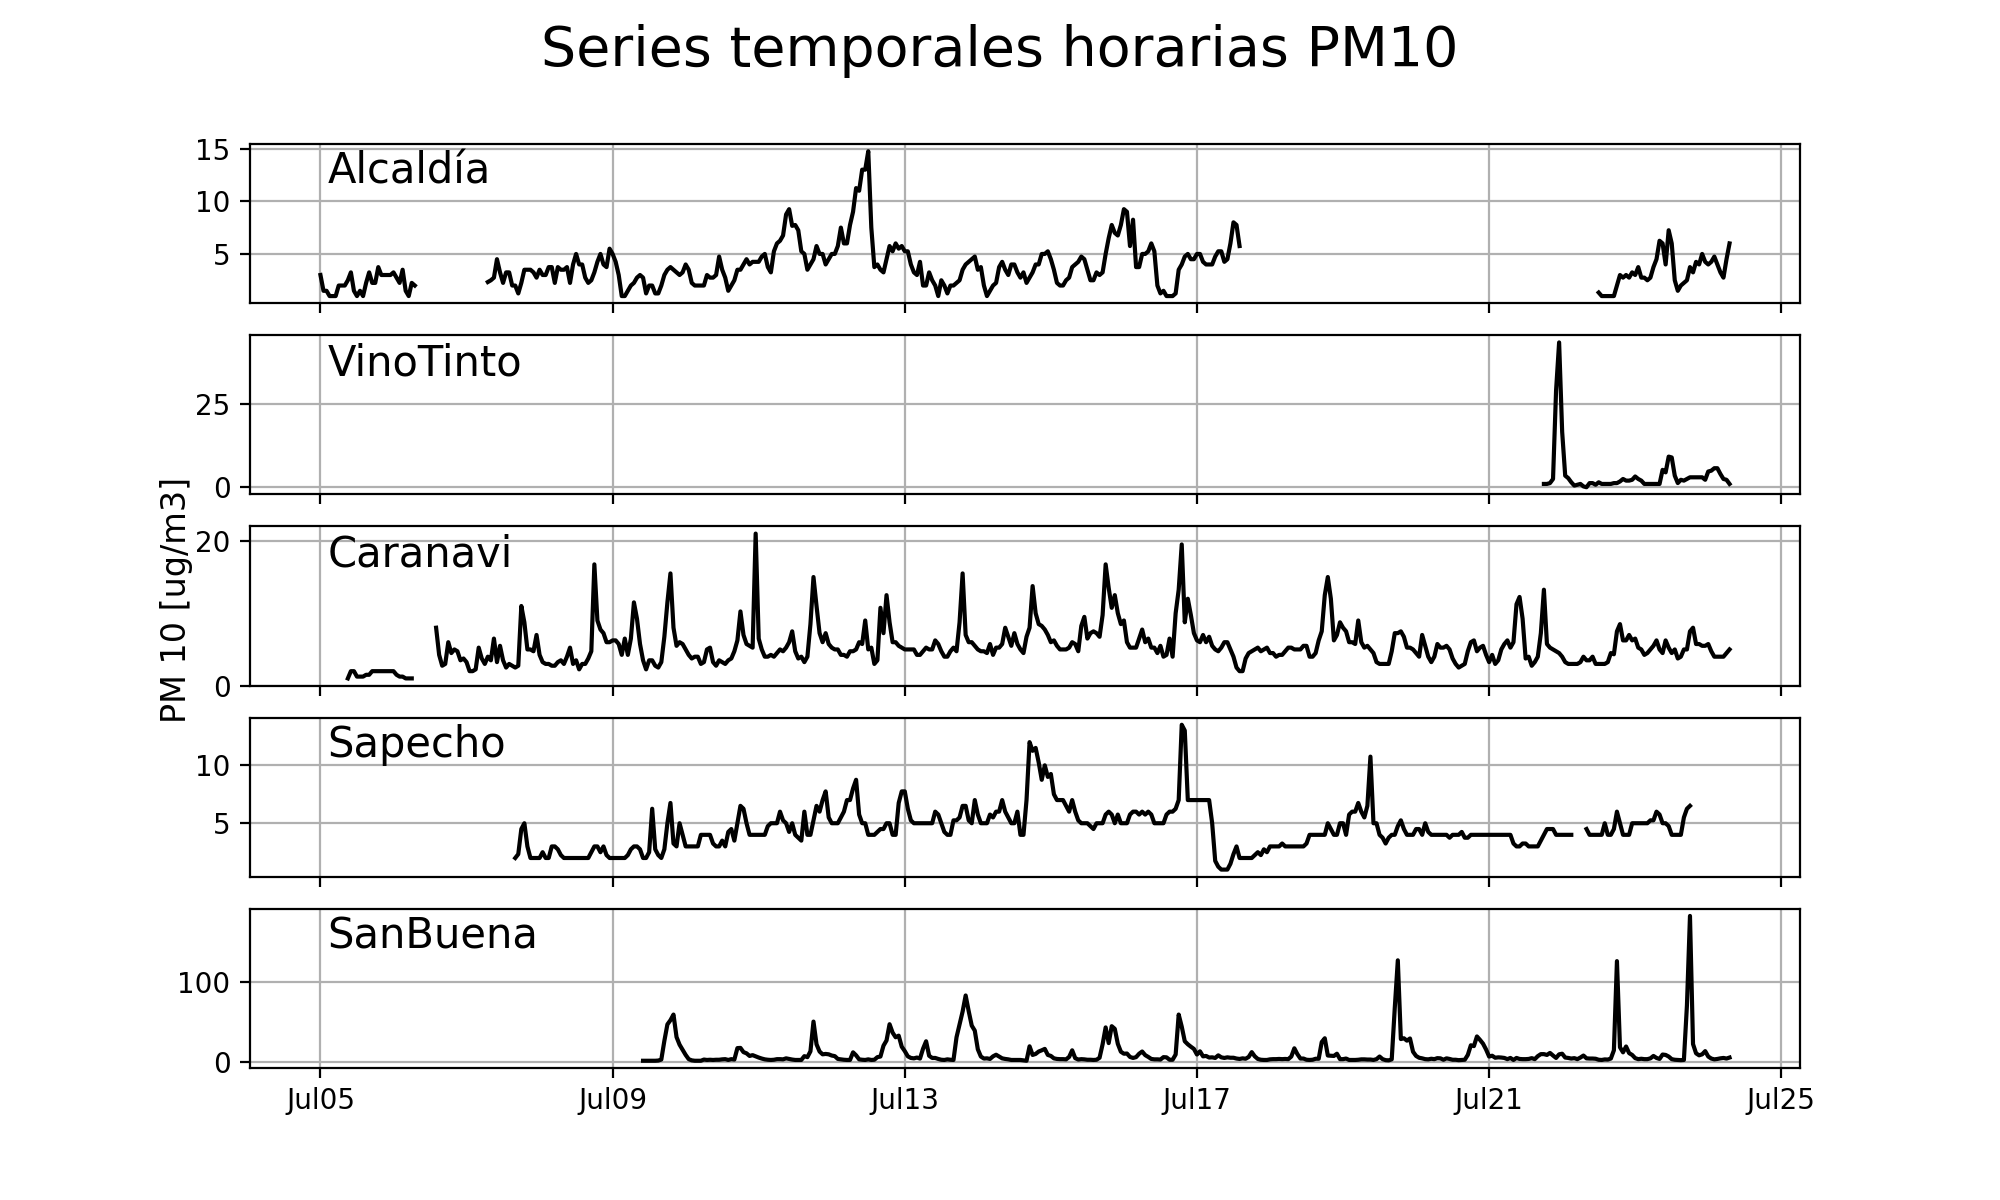 Series temporales horarias PM10
15
10
5
Alcaldía
25
0
VinoTinto
PM 10 [ug/m3]
20
0
Caranavi
10
5
Sapecho
100
0
SanBuena
Jul05 Jul09 Jul13 Jul17 Jul21 Jul25